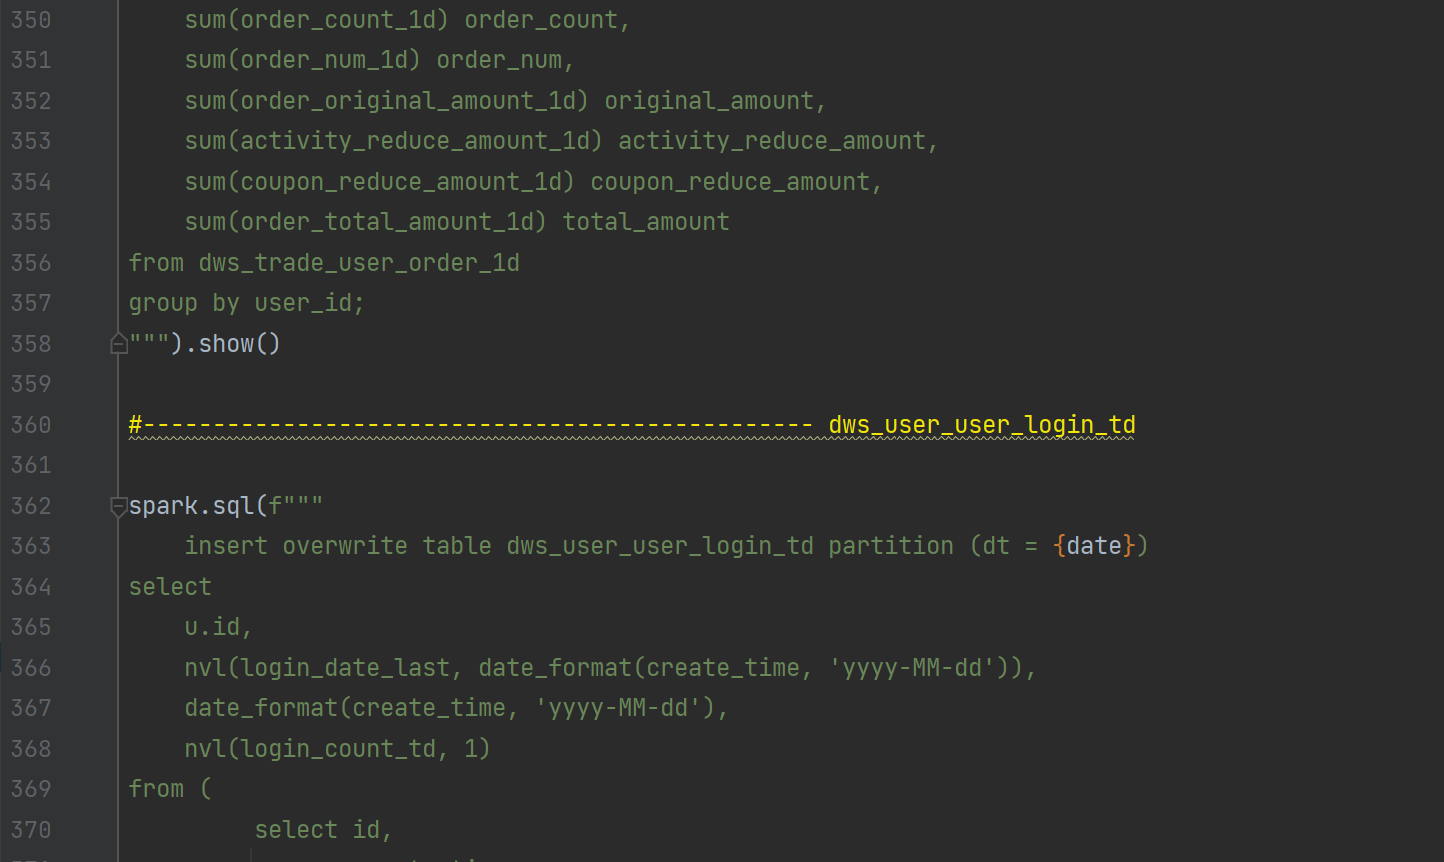 350 sum(order_count_1d) order_count,
351 sum(order_num_1d) order_num,
352 sum(order_original_amount_1d) original_amount,
353 sum(activity_reduce_amount_1d) activity_reduce_amount,
354 sum(coupon_reduce_amount_1d) coupon_reduce_amount,
355 sum(order_total_amount_1d) total_amount
356 from dws_trade_user_order_1d
357 group by user_id;
358 """).show()
359
360 #------------------------------------------------ dws_user_user_login_td
361
362 spark.sql(f"""
363 insert overwrite table dws_user_user_login_td partition (dt = {date})
364 select
365 u.id,
366 nvl(login_date_last, date_format(create_time, 'yyyy-MM-dd')),
367 date_format(create_time, 'yyyy-MM-dd'),
368 nvl(login_count_td, 1)
369 from (
370 select id,